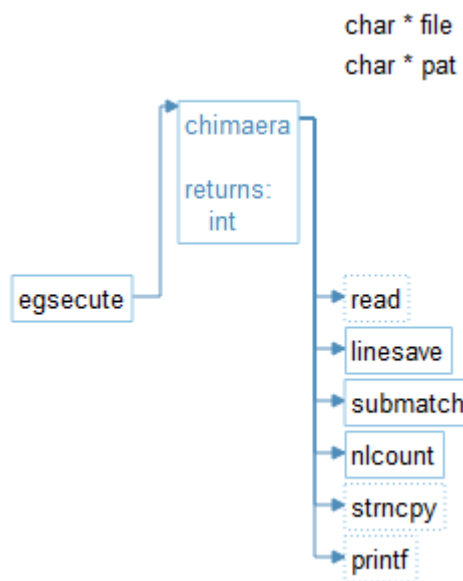 char * file
char * pat
chimaera
returns:
int
egsecute
read
linesave
submatch
nlcount
strncpy
printf